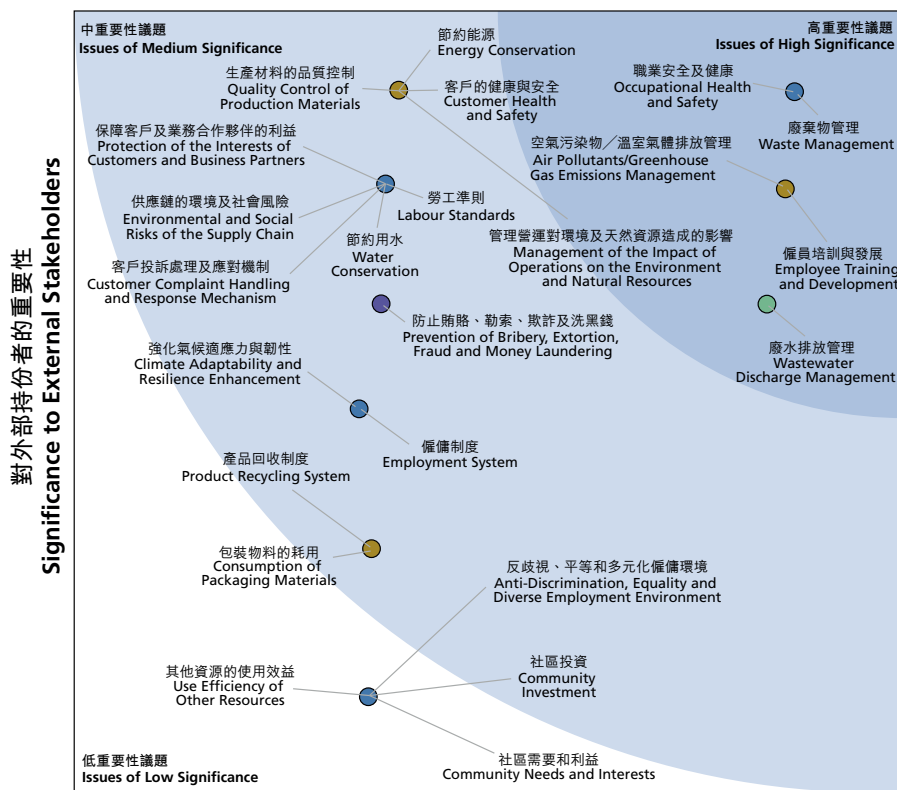 中重要性議題
Issues of Medium Significance
高重要性議題
Issues of High Significance
節約能源
Energy Conservation
生產材料的品質控制
Quality Control of
Production Materials
客戶的健康與安全
Customer Health
and Safety
職業安全及健康
Occupational Health
and Safety
廢棄物管理
Waste Management
保障客戶及業務合作夥伴的利益
Protection of the Interests of
Customers and Business Partners
空氣污染物／溫室氣體排放管理
Air Pollutants/Greenhouse
Gas Emissions Management
供應鏈的環境及社會風險
Environmental and Social
Risks of the Supply Chain
勞工準則
Labour Standards
節約用水
Water
Conservation
管理營運對環境及天然資源造成的影響
Management of the Impact of
Operations on the Environment
and Natural Resources
僱員培訓與發展
Employee Training
and Development
客戶投訴處理及應對機制
Customer Complaint Handling
and Response Mechanism
防止賄賂、勒索、欺詐及洗黑錢
Prevention of Bribery, Extortion,
Fraud and Money Laundering
廢水排放管理
Wastewater
Discharge Management
強化氣候適應力與韌性
Climate Adaptability and
Resilience Enhancement
僱傭制度
Employment System
產品回收制度
Product Recycling System
包裝物料的耗用
Consumption of
Packaging Materials
反歧視、平等和多元化僱傭環境
Anti-Discrimination, Equality and
Diverse Employment Environment
其他資源的使用效益
Use Efficiency of
Other Resources
社區投資
Community
Investment
社區需要和利益
Community Needs and Interests
低重要性議題
Issues of Low Significance
對外部持份者的重要性
Significance to External Stakeholders